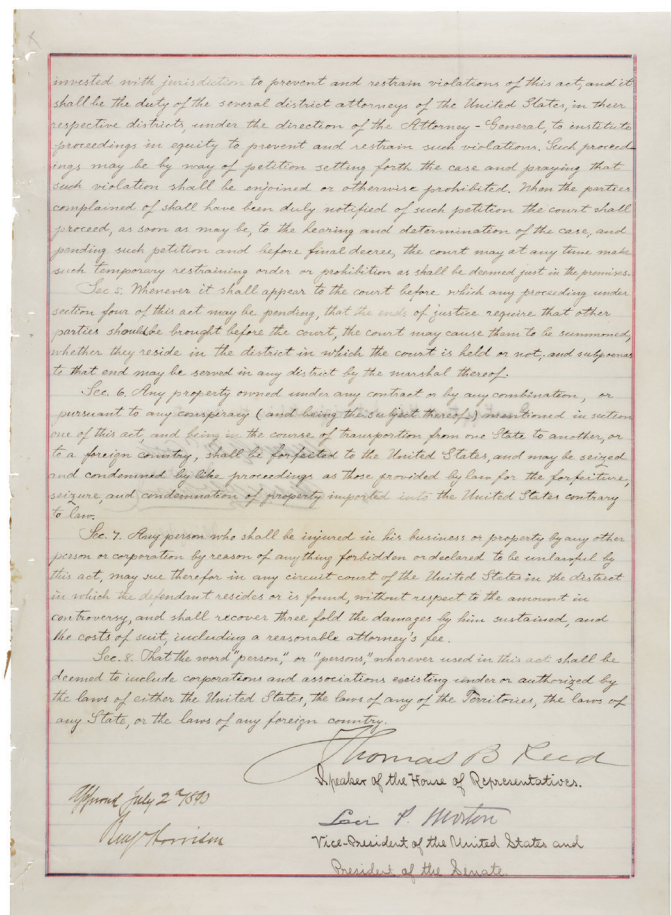 invested with jurisdiction to prevent and restrain violations of this act, and it
shall be the duty of the several district attorneys of the United States, in their
respective districts, under the direction of the Attorney-General, to institute
proceedings in equity to prevent and restrain such violations. Such proceed-
ings may be by way of petition setting forth the case and praying that
such violation shall be enjoined or otherwise prohibited. When the parties
complained of shall have been duly notified of such petition the court shall
proceed, as soon as may be, to the hearing and determination of the case, and
pending such petition and before final decree, the court may at any time make
such temporary restraining order or prohibition as shall be deemed just in the premises.
Sec 5. Whenever it shall appear to the court before which any proceeding under
section four of this act may be pending, that the ends of justice require that other
parties should be brought before the court, the court may cause them to be summoned,
whether they reside in the district in which the court is held or not; and subpoenas
to that end may be served in any district by the marshal thereof.
Sec. 6. Any property owned under any contract or by any combination, or
pursuant to any conspiracy (and being the subject thereof) mentioned in section
one of this act, and being in the course of transportion from one State to another, or
to a foreign country, shall be forfeited to the United States, and may be seized
and condemned by like proceedings as those provided by law for the forfeiture,
seizure, and condemnation of property imported into the United States contrary
to law.
Sec. 7. Any person who shall be injured in his business or property by any other
person or corporation by reason of anything forbidden or declared to be unlawful by
this act, may sue therefor in any circuit court of the United States in the district
in which the defendant resides or is found, without respect to the amount in
controversy, and shall recover three fold the damages by him sustained, and
the costs of suit, including a reasonable attorney's fee.
Sec. 8. That the word "person," or "persons," wherever used in this act shall be
deemed to include corporations and associations existing under or authorized by
the laws of either the United States, the laws of any of the Territories, the laws of
any State, or the laws of any foreign country.
Thomas B Reed
Speaker of the House of Representatives.
Approved July 2d 1890
Benj Harrison
Levi P. Morton
Vice-President of the United States and
President of the Senate.